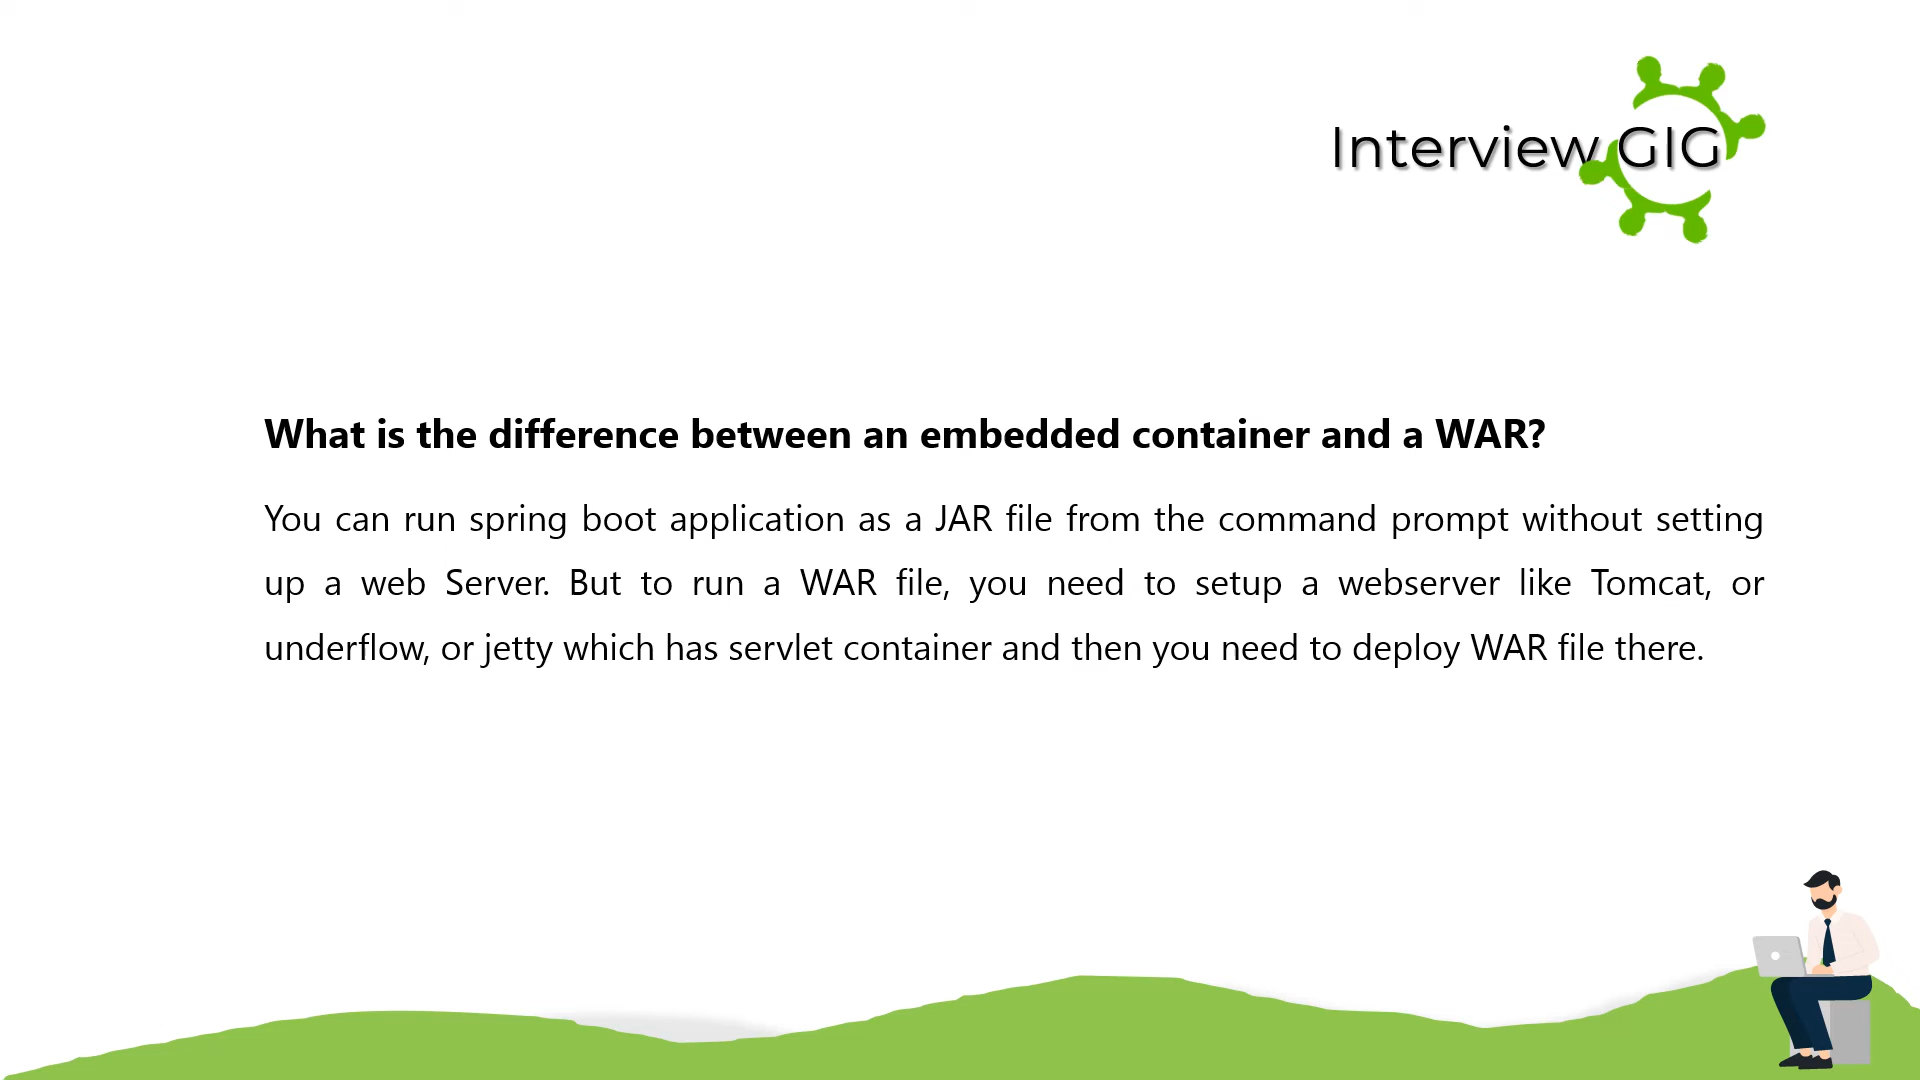 Interview GIG
What is the difference between an embedded container and a WAR?
You can run spring boot application as a JAR file from the command prompt without setting
up a web Server. But to run a WAR file, you need to setup a webserver like Tomcat, or
underflow, or jetty which has servlet container and then you need to deploy WAR file there.